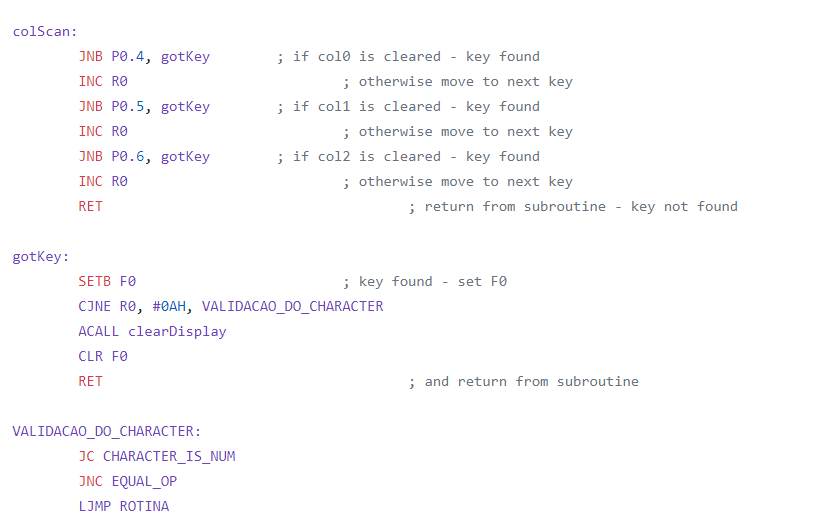 colScan:
JNB P0.4, gotKey ; if col0 is cleared - key found
INC R0 ; otherwise move to next key
JNB P0.5, gotKey ; if col1 is cleared - key found
INC R0 ; otherwise move to next key
JNB P0.6, gotKey ; if col2 is cleared - key found
INC R0 ; otherwise move to next key
RET ; return from subroutine - key not found
gotKey:
SETB F0 ; key found - set F0
CJNE R0, #0AH, VALIDACAO_DO_CHARACTER
ACALL clearDisplay
CLR F0
RET ; and return from subroutine
VALIDACAO_DO_CHARACTER:
JC CHARACTER_IS_NUM
JNC EQUAL_OP
LJMP ROTINA